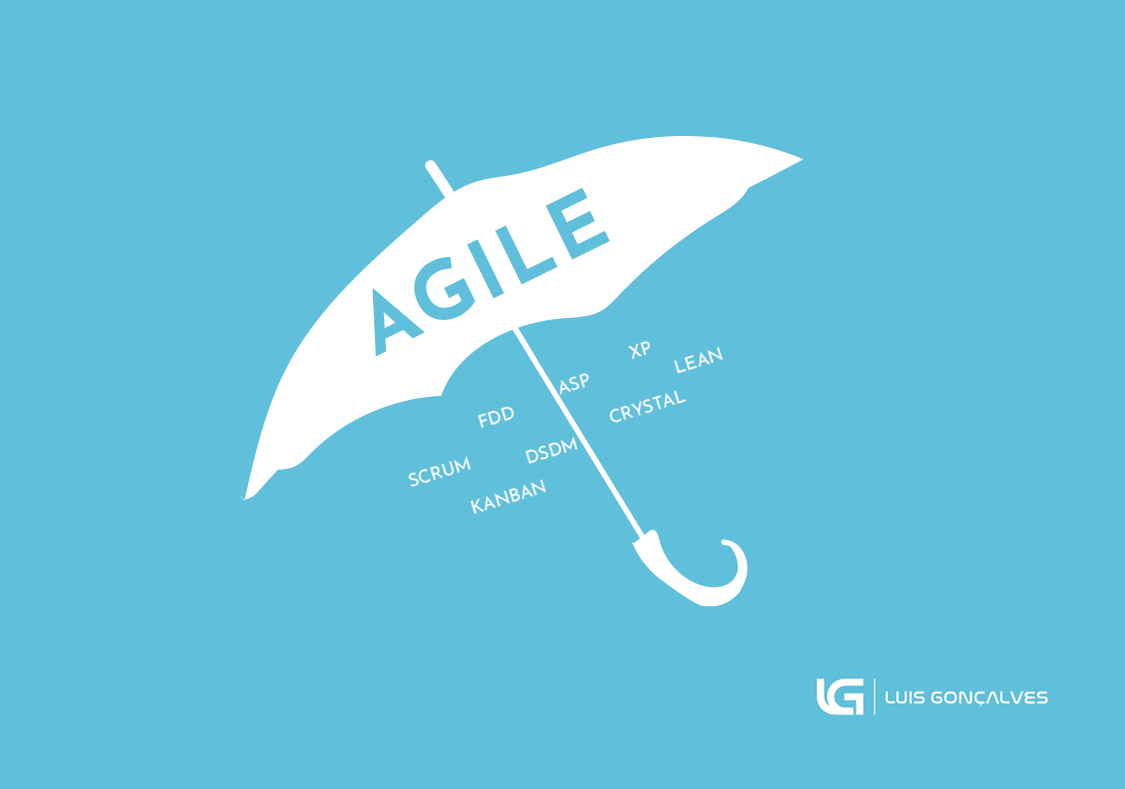 AGILE
XP
LEAN
ASP
CRYSTAL
FDD
DSDM
SCRUM
KANBAN
LG | LUIS GONÇALVES